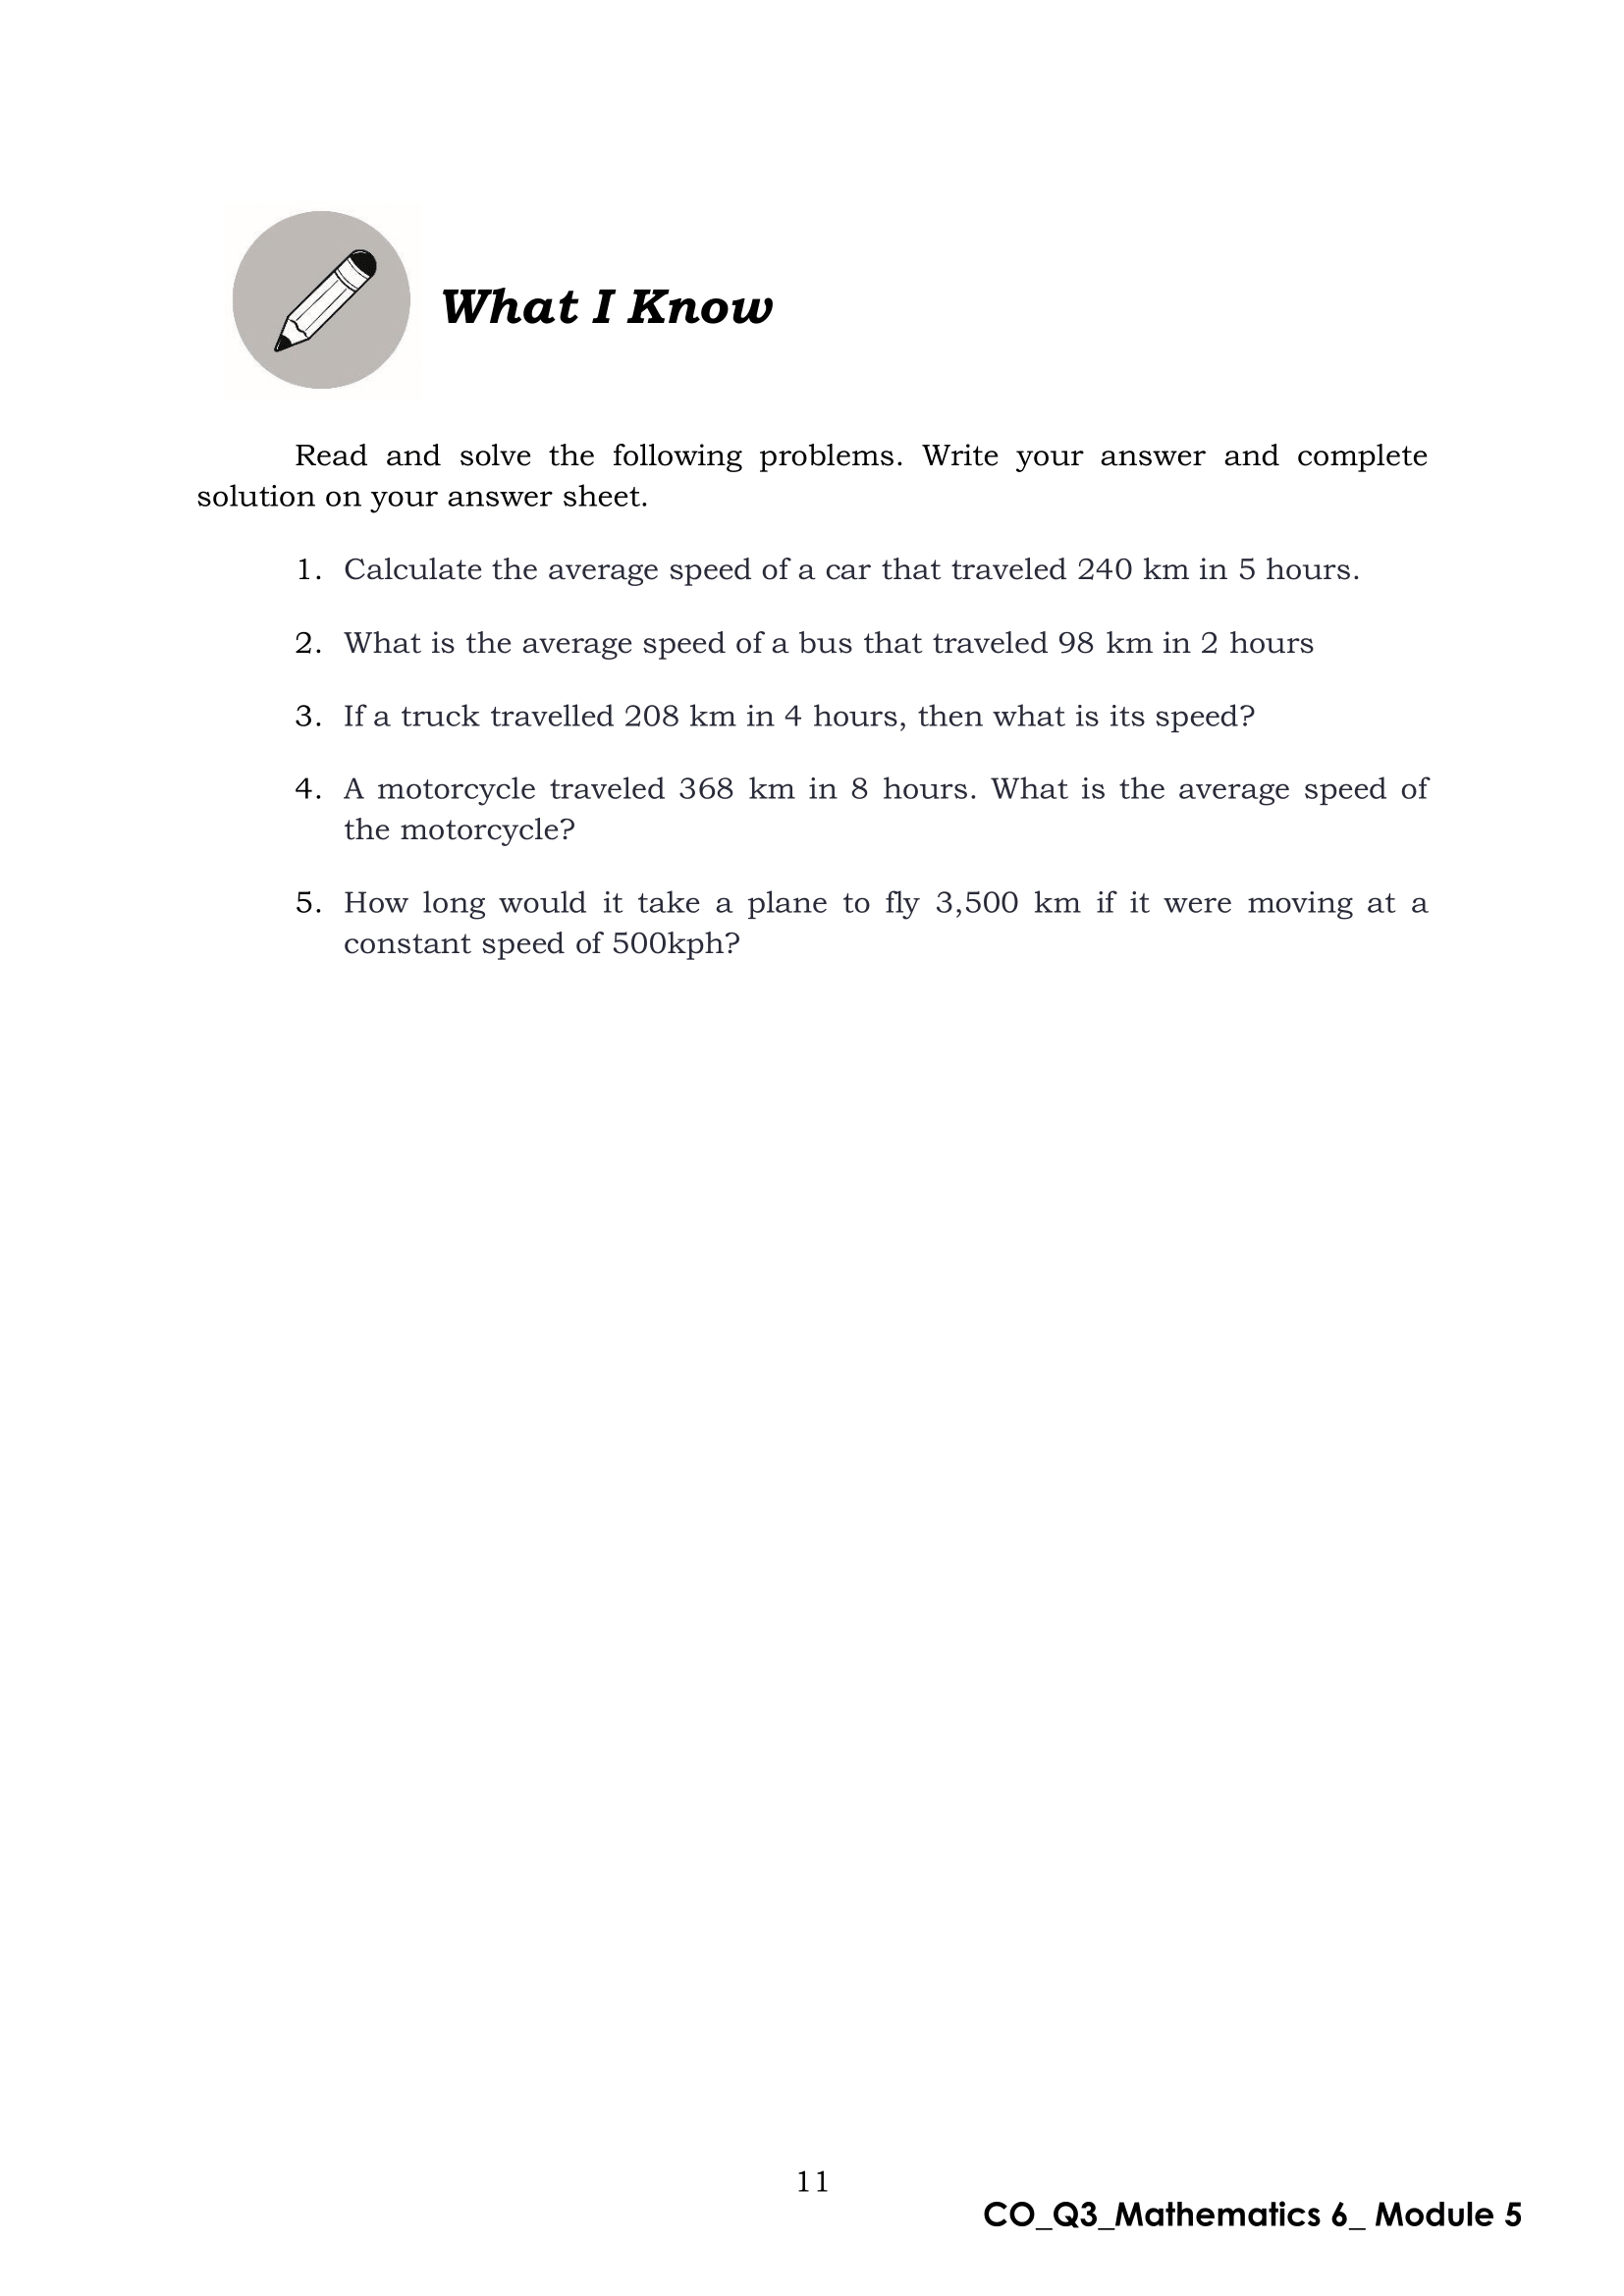 What I Know
Read and solve the following problems. Write your answer and complete
solution on your answer sheet.
1. Calculate the average speed of a car that traveled 240 km in 5 hours.
2. What is the average speed of a bus that traveled 98 km in 2 hours
3. If a truck travelled 208 km in 4 hours, then what is its speed?
4. A motorcycle traveled 368 km in 8 hours. What is the average speed of
the motorcycle?
5. How long would it take a plane to fly 3,500 km if it were moving at a
constant speed of 500kph?
11
CO_Q3_Mathematics 6_ Module 5